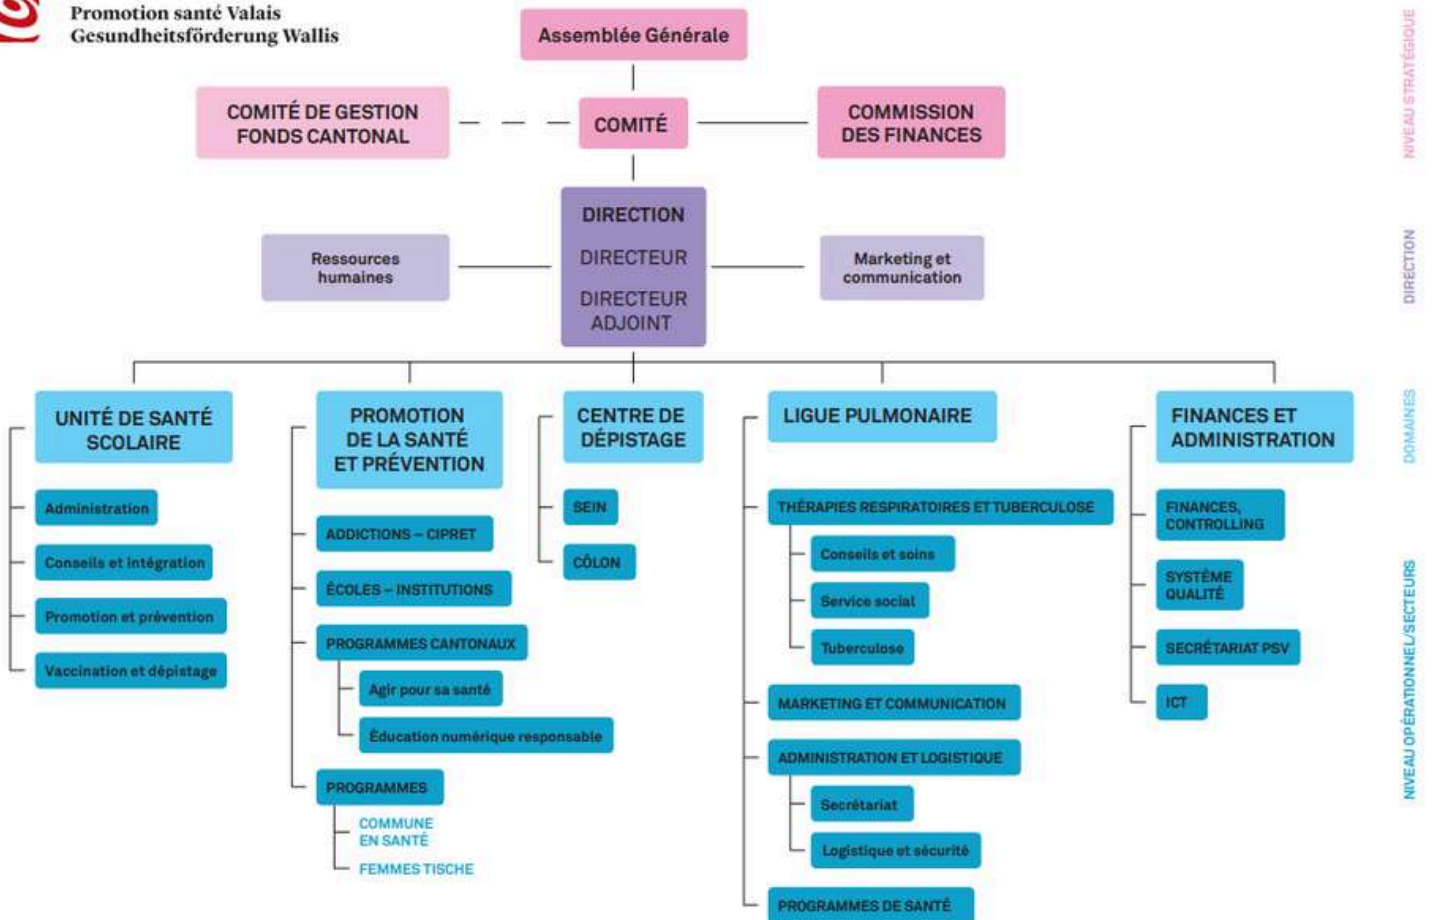 Promotion santé Valais
Gesundheitsförderung Wallis
Assemblée Générale
COMITÉ DE GESTION
FONDS CANTONAL
COMITÉ
COMMISSION
DES FINANCES
NIVEAU STRATÉGIQUE
DIRECTION
DIRECTEUR
DIRECTEUR
ADJOINT
Ressources
humaines
Marketing et
communication
DIRECTION
UNITÉ DE SANTÉ
SCOLAIRE
Administration
Conseils et intégration
Promotion et prévention
Vaccination et dépistage
PROMOTION
DE LA SANTÉ
ET PRÉVENTION
ADDICTIONS – CIPRET
ÉCOLES – INSTITUTIONS
PROGRAMMES CANTONAUX
Agir pour sa santé
Éducation numérique responsable
PROGRAMMES
COMMUNE
EN SANTÉ
FEMMES TISCHE
CENTRE DE
DÉPISTAGE
SEIN
CÔLON
LIGUE PULMONAIRE
THÉRAPIES RESPIRATOIRES ET TUBERCULOSE
Conseils et soins
Service social
Tuberculose
MARKETING ET COMMUNICATION
ADMINISTRATION ET LOGISTIQUE
Secrétariat
Logistique et sécurité
PROGRAMMES DE SANTÉ
FINANCES ET
ADMINISTRATION
FINANCES,
CONTROLLING
SYSTÈME
QUALITÉ
SECRÉTARIAT PSV
ICT
DOMAINES
NIVEAU OPÉRATIONNEL/SECTEURS